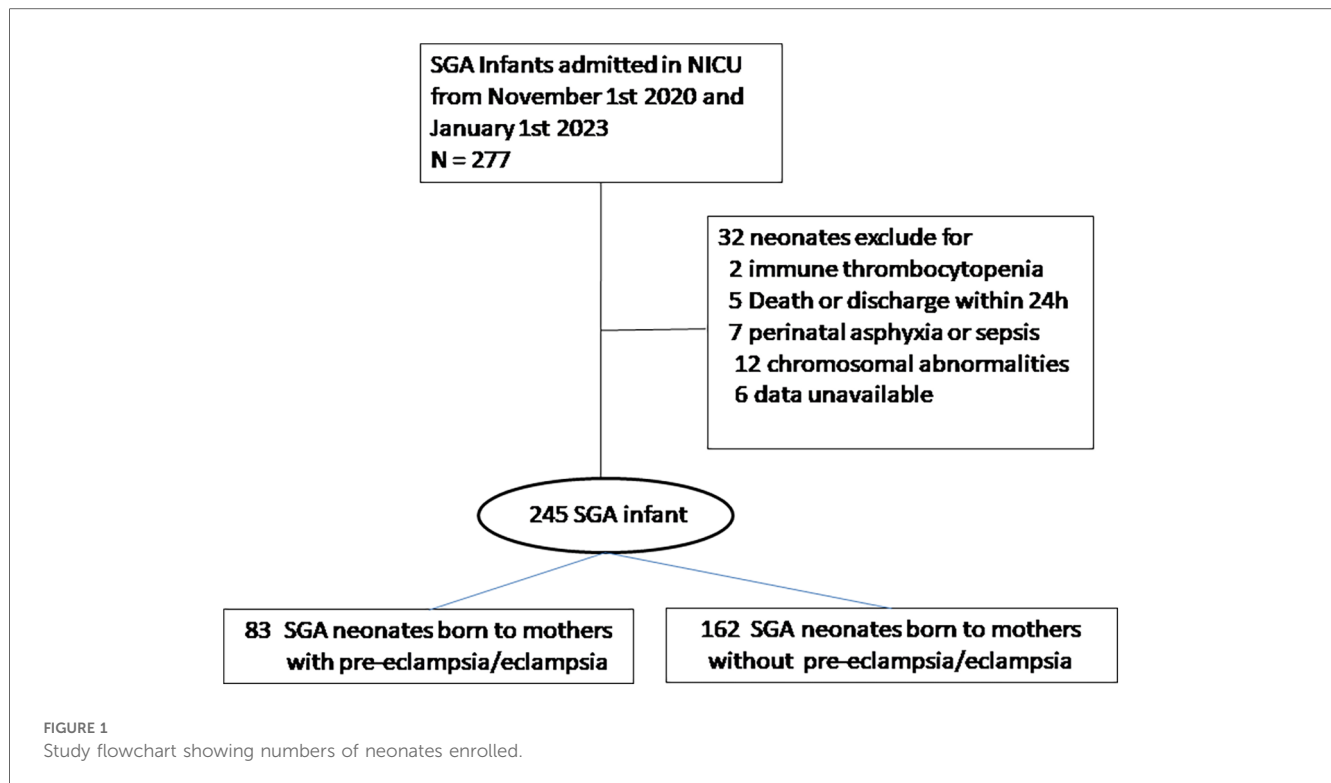 SGA Infants admitted in NICU
from November 1st 2020 and
January 1st 2023
N = 277
32 neonates exclude for
2 immune thrombocytopenia
5 Death or discharge within 24h
7 perinatal asphyxia or sepsis
12 chromosomal abnormalities
6 data unavailable
245 SGA infant
83 SGA neonates born to mothers
with pre-eclampsia/eclampsia
162 SGA neonates born to mothers
without pre-eclampsia/eclampsia
FIGURE 1
Study flowchart showing numbers of neonates enrolled.